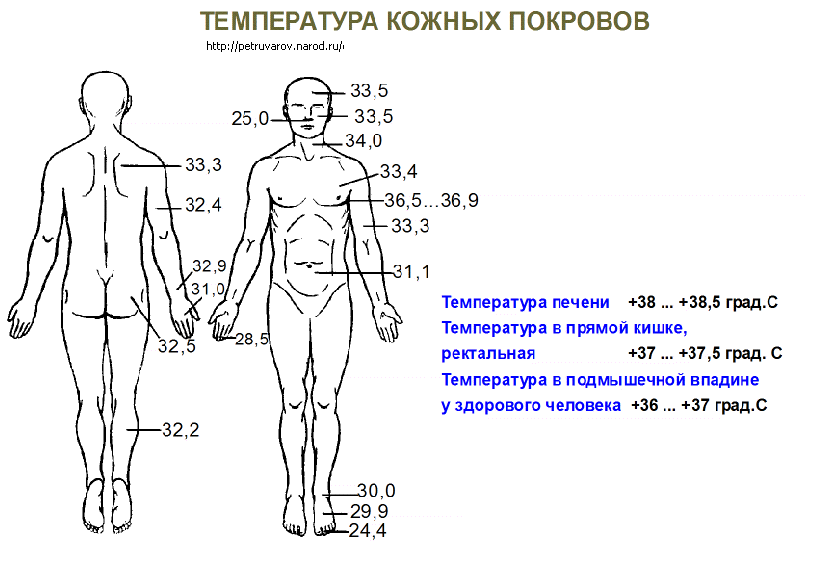 ТЕМПЕРАТУРА КОЖНЫХ ПОКРОВОВ
http://petruvarov.narod.ru/
33,5
25,0
33,5
34,0
33,3
33,4
32,4
36,5...36,9
33,3
32,9
31,1
31,0
28,5
32,5
32,2
30,0
29,9
24,4
Температура печени +38 ... +38,5 град.С
Температура в прямой кишке,
ректальная +37 ... +37,5 град. С
Температура в подмышечной впадине
у здорового человека +36 ... +37 град.С